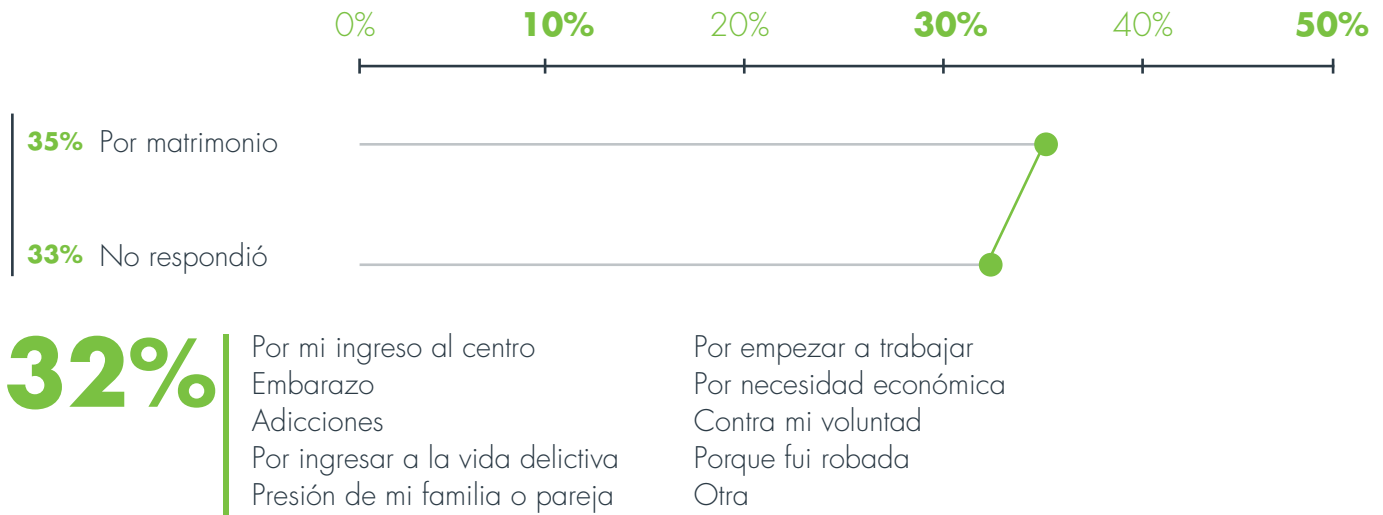 0% 10% 20% 30% 40% 50%
35% Por matrimonio
33% No respondió
32%
Por mi ingreso al centro
Embarazo
Adicciones
Por ingresar a la vida delictiva
Presión de mi familia o pareja
Por empezar a trabajar
Por necesidad económica
Contra mi voluntad
Porque fui robada
Otra